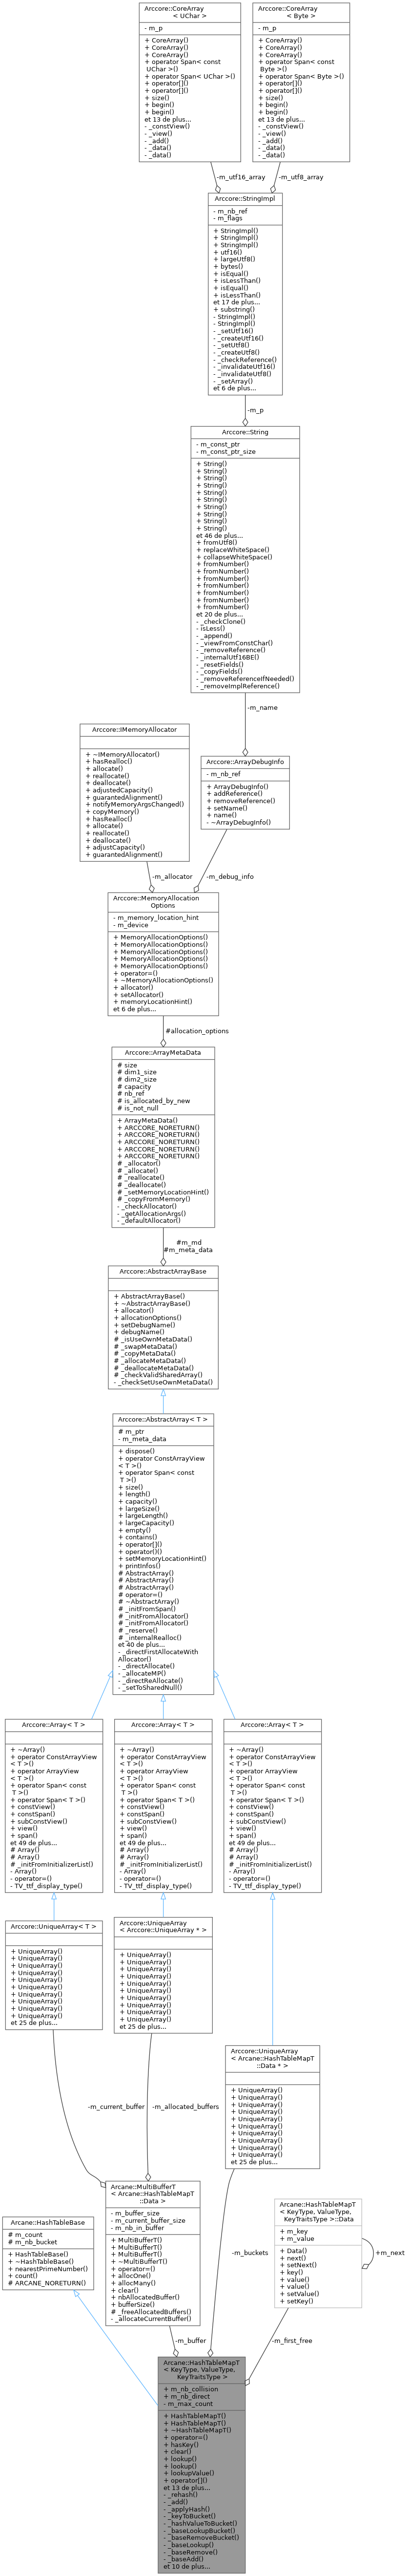 Arccore::CoreArray
< UChar >
- m_p
+ CoreArray()
+ CoreArray()
+ CoreArray()
+ operator Span< const
UChar >()
+ operator Span< UChar >()
+ operator[]()
+ operator[]()
+ size()
+ begin()
+ begin()
et 13 de plus...
- _constView()
- _view()
- _add()
- _data()
- _data()
Arccore::CoreArray
< Byte >
- m_p
+ CoreArray()
+ CoreArray()
+ CoreArray()
+ operator Span< const
Byte >()
+ operator Span< Byte >()
+ operator[]()
+ operator[]()
+ size()
+ begin()
+ begin()
et 13 de plus...
- _constView()
- _view()
- _add()
- _data()
- _data()
-m_utf16_array
-m_utf8_array
Arccore::StringImpl
- m_nb_ref
- m_flags
+ StringImpl()
+ StringImpl()
+ StringImpl()
+ utf16()
+ largeUtf8()
+ bytes()
+ isEqual()
+ isLessThan()
+ isEqual()
+ isLessThan()
et 17 de plus...
+ substring()
- StringImpl()
- StringImpl()
- _setUtf16()
- _createUtf16()
- _setUtf8()
- _createUtf8()
- _checkReference()
- _invalidateUtf16()
- _invalidateUtf8()
- _setArray()
et 6 de plus...
-m_p
Arccore::String
- m_const_ptr
- m_const_ptr_size
+ String()
+ String()
+ String()
+ String()
+ String()
+ String()
+ String()
+ String()
+ String()
+ String()
et 46 de plus...
+ fromUtf8()
+ replaceWhiteSpace()
+ collapseWhiteSpace()
+ fromNumber()
+ fromNumber()
+ fromNumber()
+ fromNumber()
+ fromNumber()
+ fromNumber()
+ fromNumber()
et 20 de plus...
- _checkClone()
- isLess()
- _append()
- _viewFromConstChar()
- _removeReference()
- _internalUtf16BE()
- _resetFields()
- _copyFields()
- _removeReferenceIfNeeded()
- _removeImplReference()
-m_name
Arccore::IMemoryAllocator
+ ~IMemoryAllocator()
+ hasRealloc()
+ allocate()
+ reallocate()
+ deallocate()
+ adjustedCapacity()
+ guarantedAlignment()
+ notifyMemoryArgsChanged()
+ copyMemory()
+ hasRealloc()
+ allocate()
+ reallocate()
+ deallocate()
+ adjustCapacity()
+ guarantedAlignment()
Arccore::ArrayDebugInfo
- m_nb_ref
+ ArrayDebugInfo()
+ addReference()
+ removeReference()
+ setName()
+ name()
- ~ArrayDebugInfo()
-m_allocator
-m_debug_info
Arccore::MemoryAllocation
Options
- m_memory_location_hint
- m_device
+ MemoryAllocationOptions()
+ MemoryAllocationOptions()
+ MemoryAllocationOptions()
+ MemoryAllocationOptions()
+ MemoryAllocationOptions()
+ operator=()
+ ~MemoryAllocationOptions()
+ allocator()
+ setAllocator()
+ memoryLocationHint()
et 6 de plus...
#allocation_options
Arccore::ArrayMetaData
# size
# dim1_size
# dim2_size
# capacity
# nb_ref
# is_allocated_by_new
# is_not_null
+ ArrayMetaData()
+ ARCCORE_NORETURN()
+ ARCCORE_NORETURN()
+ ARCCORE_NORETURN()
+ ARCCORE_NORETURN()
+ ARCCORE_NORETURN()
# _allocator()
# _allocate()
# _reallocate()
# _deallocate()
# _setMemoryLocationHint()
# _copyFromMemory()
- _checkAllocator()
- _getAllocationArgs()
- _defaultAllocator()
#m_md
#m_meta_data
Arccore::AbstractArrayBase
+ AbstractArrayBase()
+ ~AbstractArrayBase()
+ allocator()
+ allocationOptions()
+ setDebugName()
+ debugName()
# _isUseOwnMetaData()
# _swapMetaData()
# _copyMetaData()
# _allocateMetaData()
# _deallocateMetaData()
# _checkValidSharedArray()
- _checkSetUseOwnMetaData()
Arccore::AbstractArray< T >
# m_ptr
- m_meta_data
+ dispose()
+ operator ConstArrayView
< T >()
+ operator Span< const
T >()
+ size()
+ length()
+ capacity()
+ largeSize()
+ largeLength()
+ largeCapacity()
+ empty()
+ contains()
+ operator[]()
+ operator()()
+ setMemoryLocationHint()
+ printInfos()
# AbstractArray()
# AbstractArray()
# AbstractArray()
# operator=()
# ~AbstractArray()
# _initFromSpan()
# _initFromAllocator()
# _initFromAllocator()
# _reserve()
# _internalRealloc()
et 40 de plus...
- _directFirstAllocateWith
Allocator()
- _directAllocate()
- _allocateMP()
- _directReAllocate()
- _setToSharedNull()
Arccore::Array< T >
+ ~Array()
+ operator ConstArrayView
< T >()
+ operator ArrayView
< T >()
+ operator Span< const
T >()
+ operator Span< T >()
+ constView()
+ constSpan()
+ subConstView()
+ view()
+ span()
et 49 de plus...
# Array()
# Array()
# _initFromInitializerList()
- Array()
- operator=()
- TV_ttf_display_type()
Arccore::Array< T >
+ ~Array()
+ operator ConstArrayView
< T >()
+ operator ArrayView
< T >()
+ operator Span< const
T >()
+ operator Span< T >()
+ constView()
+ constSpan()
+ subConstView()
+ view()
+ span()
et 49 de plus...
# Array()
# Array()
# _initFromInitializerList()
- Array()
- operator=()
- TV_ttf_display_type()
Arccore::Array< T >
+ ~Array()
+ operator ConstArrayView
< T >()
+ operator ArrayView
< T >()
+ operator Span< const
T >()
+ operator Span< T >()
+ constView()
+ constSpan()
+ subConstView()
+ view()
+ span()
et 49 de plus...
# Array()
# Array()
# _initFromInitializerList()
- Array()
- operator=()
- TV_ttf_display_type()
Arccore::UniqueArray< T >
+ UniqueArray()
+ UniqueArray()
+ UniqueArray()
+ UniqueArray()
+ UniqueArray()
+ UniqueArray()
+ UniqueArray()
+ UniqueArray()
+ UniqueArray()
+ UniqueArray()
et 25 de plus...
Arccore::UniqueArray
< Arccore::UniqueArray * >
+ UniqueArray()
+ UniqueArray()
+ UniqueArray()
+ UniqueArray()
+ UniqueArray()
+ UniqueArray()
+ UniqueArray()
+ UniqueArray()
+ UniqueArray()
+ UniqueArray()
et 25 de plus...
Arccore::UniqueArray
< Arcane::HashTableMapT
::Data * >
+ UniqueArray()
+ UniqueArray()
+ UniqueArray()
+ UniqueArray()
+ UniqueArray()
+ UniqueArray()
+ UniqueArray()
+ UniqueArray()
+ UniqueArray()
+ UniqueArray()
et 25 de plus...
-m_current_buffer
-m_allocated_buffers
Arcane::HashTableBase
# m_count
# m_nb_bucket
+ HashTableBase()
+ ~HashTableBase()
+ nearestPrimeNumber()
+ count()
# ARCANE_NORETURN()
Arcane::MultiBufferT
< Arcane::HashTableMapT
::Data >
- m_buffer_size
- m_current_buffer_size
- m_nb_in_buffer
+ MultiBufferT()
+ MultiBufferT()
+ MultiBufferT()
+ ~MultiBufferT()
+ operator=()
+ allocOne()
+ allocMany()
+ clear()
+ nbAllocatedBuffer()
+ bufferSize()
# _freeAllocatedBuffers()
- _allocateCurrentBuffer()
Arcane::HashTableMapT
< KeyType, ValueType,
KeyTraitsType >::Data
+ m_key
+ m_value
+ Data()
+ next()
+ setNext()
+ key()
+ value()
+ value()
+ setValue()
+ setKey()
+m_next
-m_buckets
-m_buffer
-m_first_free
Arcane::HashTableMapT
< KeyType, ValueType,
KeyTraitsType >
+ m_nb_collision
+ m_nb_direct
- m_max_count
+ HashTableMapT()
+ HashTableMapT()
+ ~HashTableMapT()
+ operator=()
+ hasKey()
+ clear()
+ lookup()
+ lookup()
+ lookupValue()
+ operator[]()
et 13 de plus...
- _rehash()
- _add()
- _applyHash()
- _keyToBucket()
- _hashValueToBucket()
- _baseLookupBucket()
- _baseRemoveBucket()
- _baseLookup()
- _baseRemove()
- _baseAdd()
et 10 de plus...